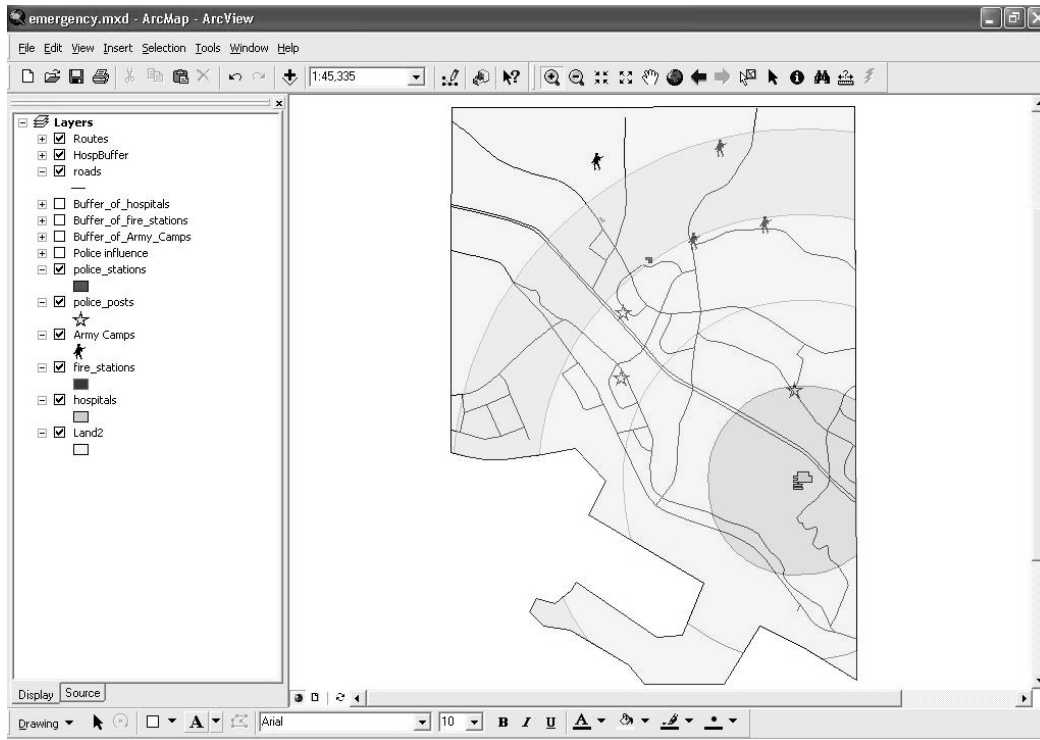 emergency.mxd - ArcMap - ArcView
File Edit View Insert Selection Tools Window Help
1:45,335
Layers
Routes
HospBuffer
roads
Buffer_of_hospitals
Buffer_of_fire_stations
Buffer_of_Army_Camps
Police influence
police_stations
police_posts
Army Camps
fire_stations
hospitals
Land2
Display Source
Drawing A Arial 10 B I U A